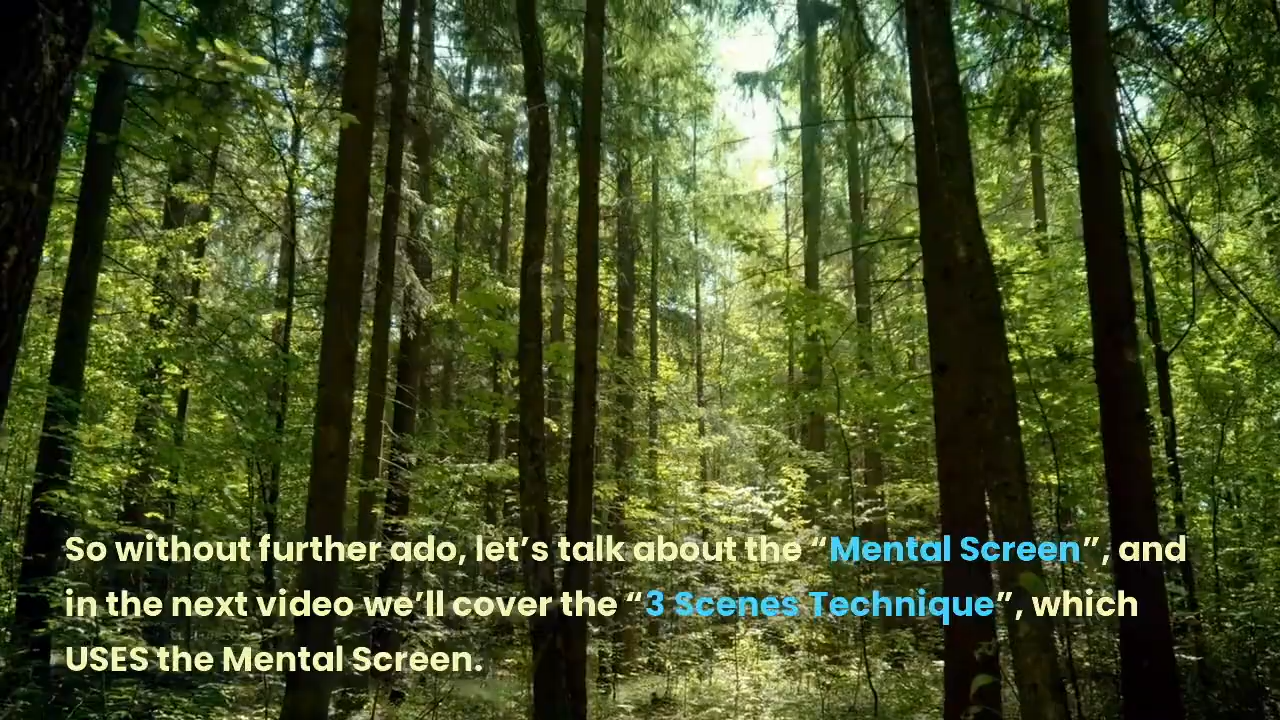 So without further ado, let’s talk about the “Mental Screen”, and
in the next video we’ll cover the “3 Scenes Technique”, which
USES the Mental Screen.